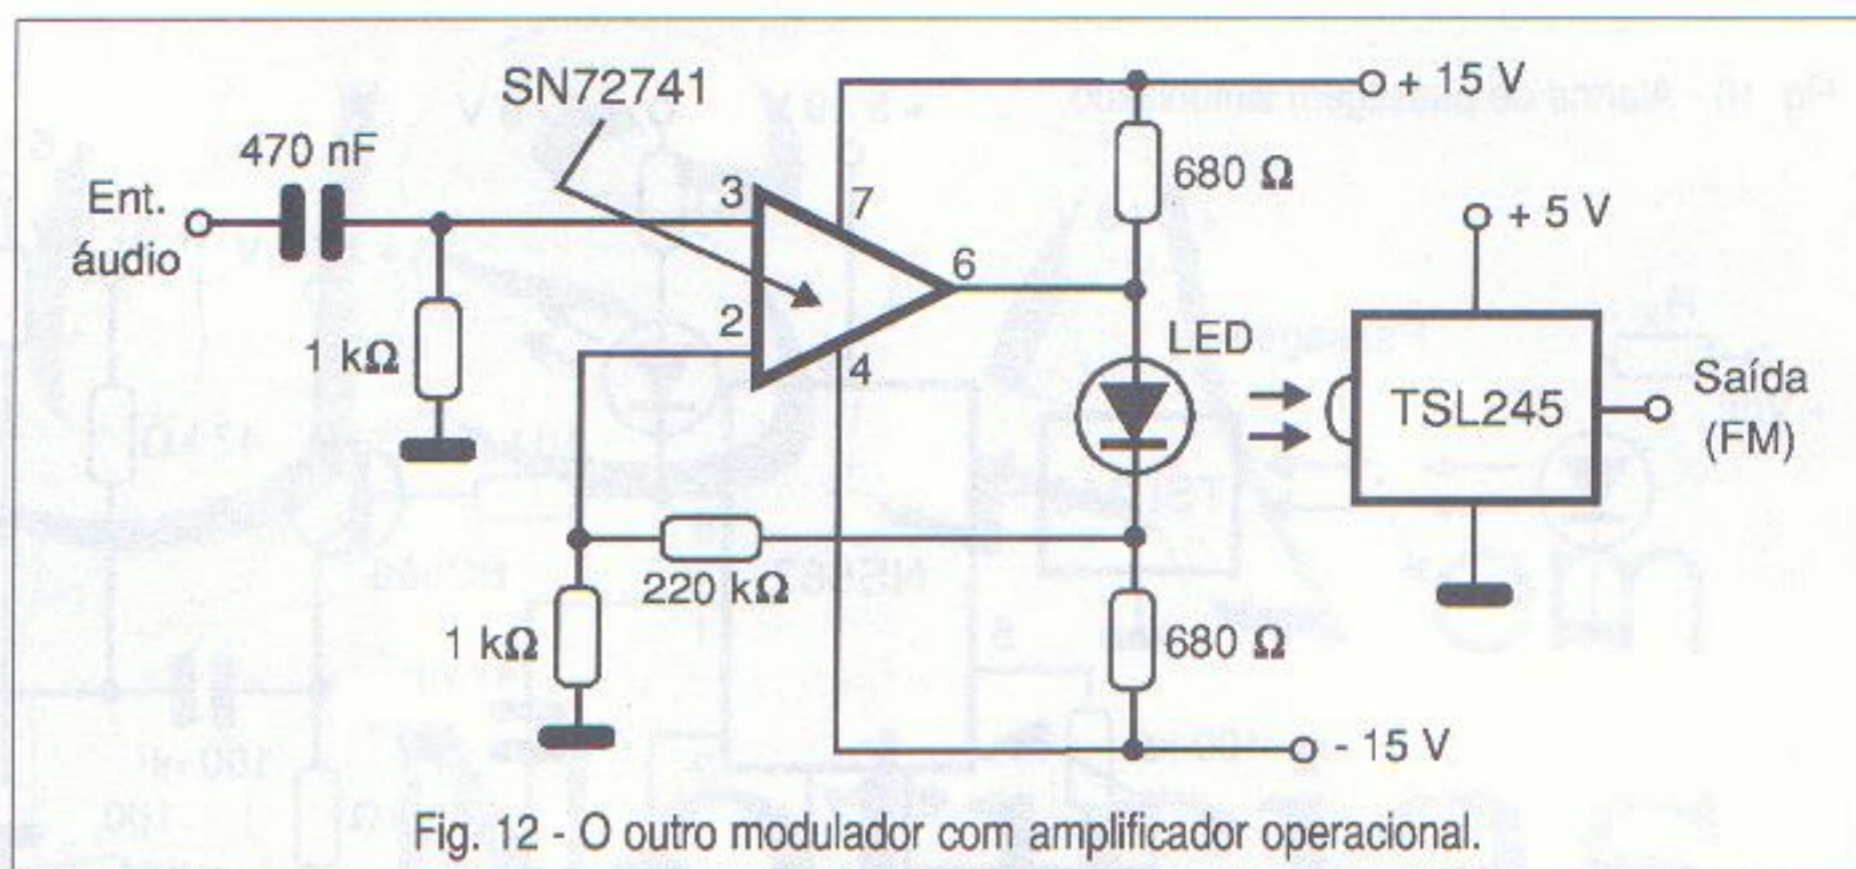 SN72741
+ 15 V
470 nF
680 Ω
Ent.
áudio
3
7
+ 5 V
6
2
LED
1 kΩ
4
TSL245
Saída
(FM)
220 kΩ
1 kΩ
680 Ω
- 15 V
Fig. 12 - O outro modulador com amplificador operacional.